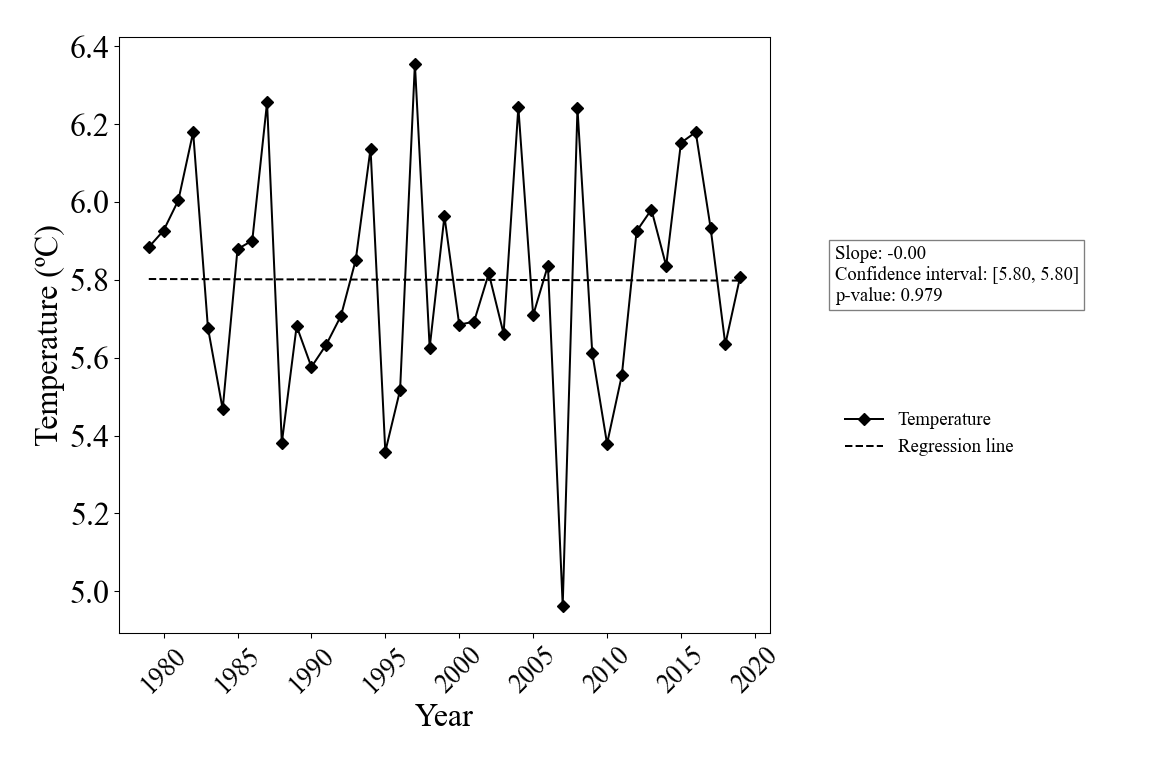 6.4
6.2
6.0
5.8
5.6
5.4
5.2
5.0
Temperature (ºC)
1980
1985
1990
1995
2000
2005
2010
2015
2020
Year
Slope: -0.00
Confidence interval: [5.80, 5.80]
p-value: 0.979
Temperature
Regression line